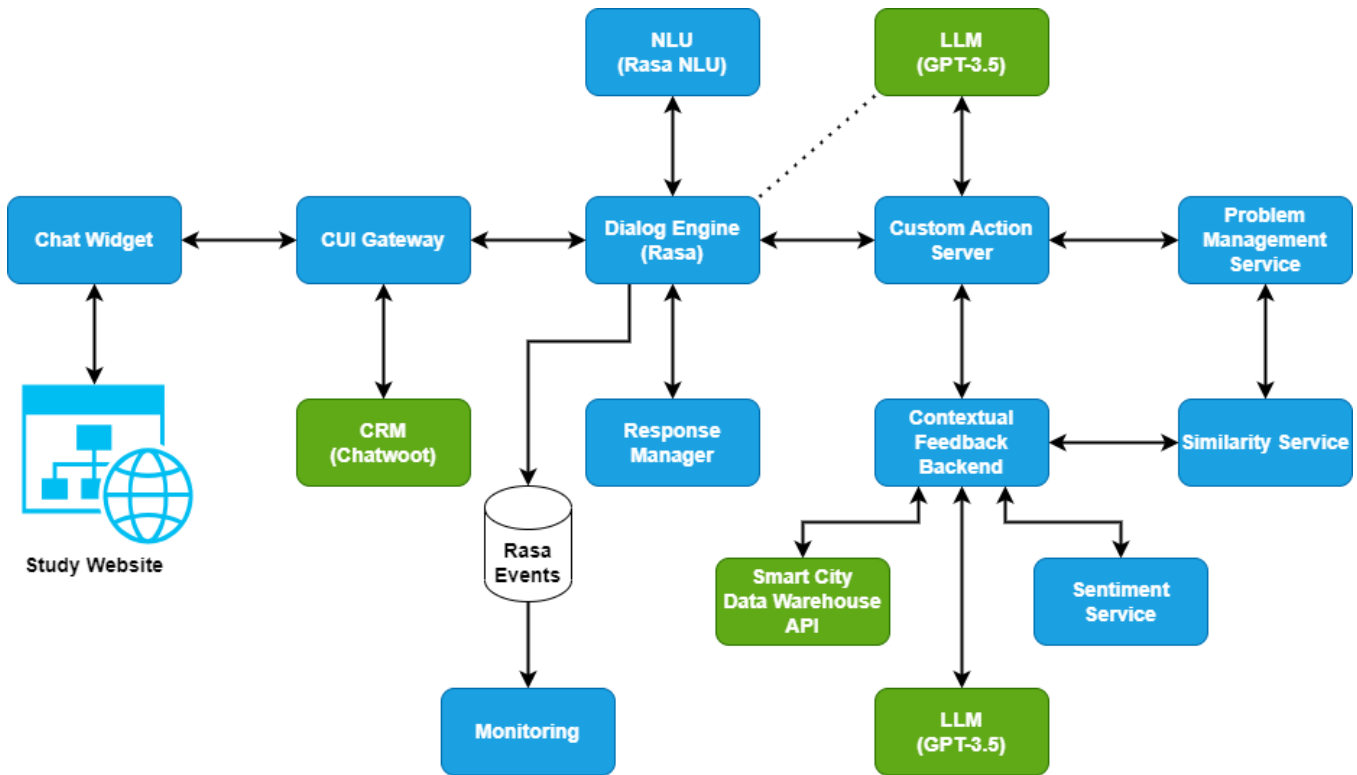 NLU
(Rasa NLU)
LLM
(GPT-3.5)
Chat Widget
CUI Gateway
Dialog Engine
(Rasa)
Custom Action
Server
Problem
Management
Service
CRM
(Chatwoot)
Response
Manager
Contextual
Feedback
Backend
Similarity Service
Study Website
Rasa
Events
Smart City
Data Warehouse
API
Sentiment
Service
Monitoring
LLM
(GPT-3.5)